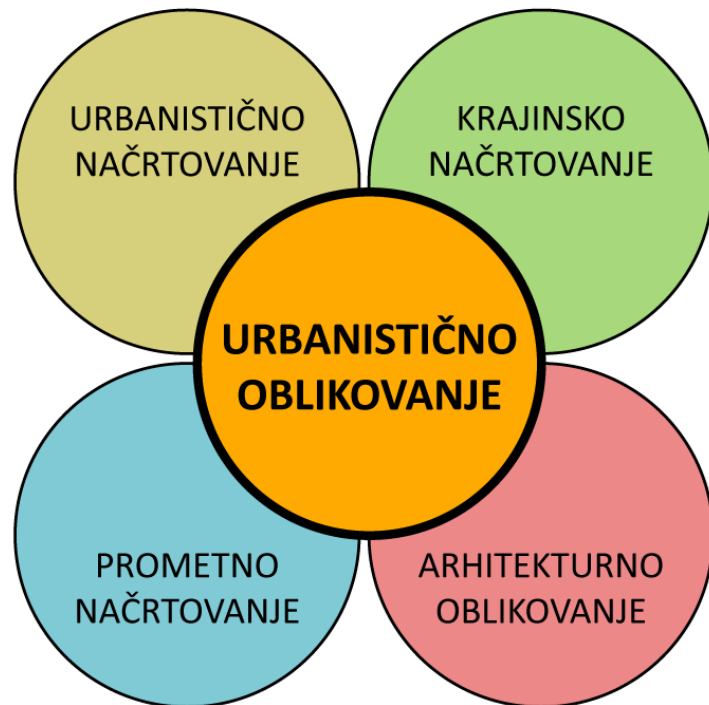 URBANISTIČNO
NAČRTOVANJE
KRAJINSKO
NAČRTOVANJE
URBANISTIČNO
OBLIKOVANJE
PROMETNO
NAČRTOVANJE
ARHITEKTURNO
OBLIKOVANJE